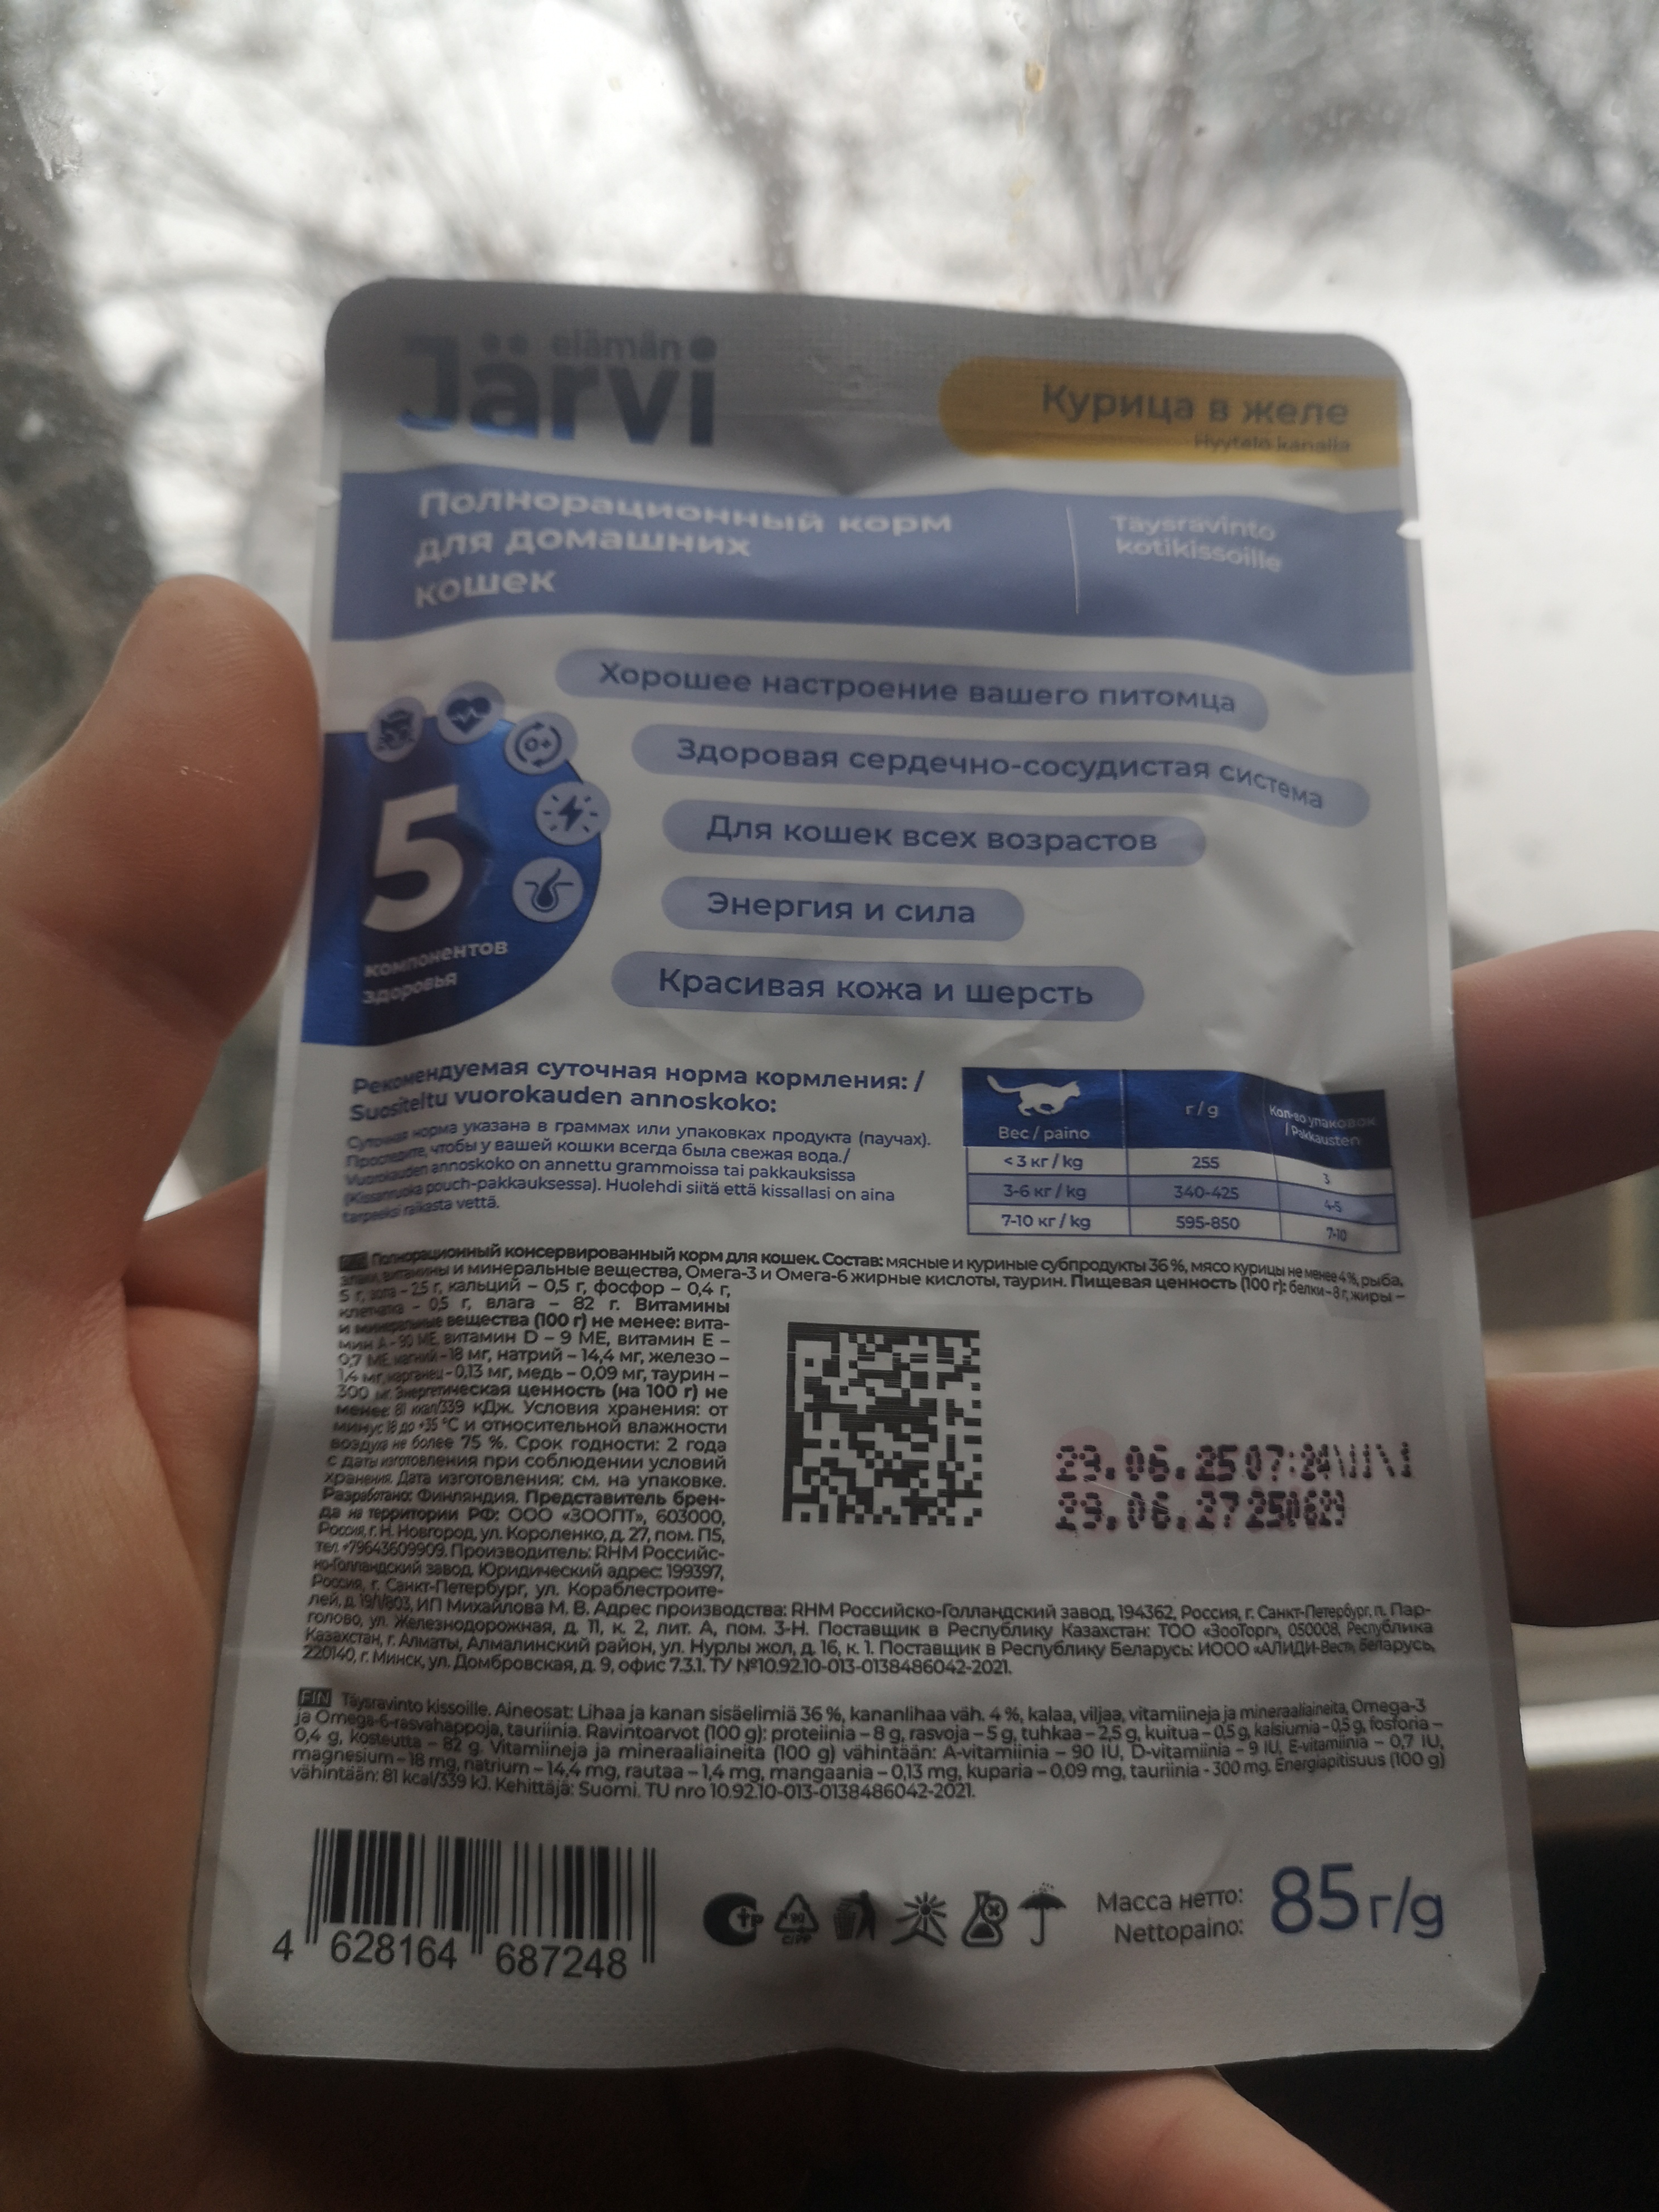 elämän
Järvi
Курица в желе
Hyytelö kanalla
Полнорационный корм
для домашних
кошек
Täysravinto
kotikissoille
Хорошее настроение вашего питомца
Здоровая сердечно-сосудистая система
Для кошек всех возрастов
Энергия и сила
Красивая кожа и шерсть
5
компонентов
здоровья
Рекомендуемая суточная норма кормления: /
Suositeltu vuorokauden annoskoko:
Суточная норма указана в граммах или упаковках продукта (паучах).
Проследите, чтобы у вашей кошки всегда была свежая вода./
Vuorokauden annoskoko on annettu grammoissa tai pakkauksissa
(Kissanruoka pouch-pakkauksessa). Huolehdi siitä että kissallasi on aina
tarpeeksi raikasta vettä.
Вес / paino
г/g
Кол-во упаковок
/ Pakkausten
< 3 кг / kg 255 3
3-6 кг / kg 340-425 4-5
7-10 кг / kg 595-850 7-10
Полнорационный консервированный корм для кошек. Состав: мясные и куриные субпродукты 36 %, мясо курицы не менее 4 %, рыба,
злаки, витамины и минеральные вещества, Омега-3 и Омега-6 жирные кислоты, таурин. Пищевая ценность (100 г): белки – 8 г, жиры –
5 г, зола – 2,5 г, кальций – 0,5 г, фосфор – 0,4 г,
клетчатка – 0,5 г, влага – 82 г. Витамины
и минеральные вещества (100 г) не менее: вита-
мин А – 90 МЕ, витамин D – 9 МЕ, витамин Е –
0,7 МЕ, магний – 18 мг, натрий – 14,4 мг, железо –
1,4 мг, марганец – 0,13 мг, медь – 0,09 мг, таурин –
300 мг. Энергетическая ценность (на 100 г) не
менее: 81 ккал/339 кДж. Условия хранения: от
минус 18 до +35 °С и относительной влажности
воздуха не более 75 %. Срок годности: 2 года
с даты изготовления при соблюдении условий
хранения. Дата изготовления: см. на упаковке.
Разработано: Финляндия. Представитель брен-
да на территории РФ: ООО «ЗООПТ», 603000,
Россия, г. Н. Новгород, ул. Короленко, д. 27, пом. П5,
тел. +79643609909. Производитель: RHM Российс-
ко-Голландский завод. Юридический адрес: 199397,
Россия, г. Санкт-Петербург, ул. Кораблестроите-
лей, д. 19/1/803, ИП Михайлова М. В. Адрес производства: RHM Российско-Голландский завод, 194362, Россия, г. Санкт-Петербург, п. Пар-
голово, ул. Железнодорожная, д. 11, к. 2, лит. А, пом. 3-Н. Поставщик в Республику Казахстан: ТОО «ЗооТорг», 050008, Республика
Казахстан, г. Алматы, Алмалинский район, ул. Нурлы жол, д. 16, к. 1. Поставщик в Республику Беларусь: ИООО «АЛИДИ-Вест», Беларусь,
220140, г. Минск, ул. Домбровская, д. 9, офис 7.3.1. ТУ №10.92.10-013-0138486042-2021.
29.06.25 07:24
29.06.27
FIN Täysravinto kissoille. Aineosat: Lihaa ja kanan sisäelimiä 36 %, kananlihaa väh. 4 %, kalaa, viljaa, vitamiineja ja mineraaliaineita, Omega-3
ja Omega-6-rasvahappoja, tauriinia. Ravintoarvot (100 g): proteiinia – 8 g, rasvoja – 5 g, tuhkaa – 2,5 g, kuitua – 0,5 g, kalsiumia – 0,5 g, fosforia –
0,4 g, kosteutta – 82 g. Vitamiineja ja mineraaliaineita (100 g) vähintään: A-vitamiinia – 90 IU, D-vitamiinia – 9 IU, E-vitamiinia – 0,7 IU,
magnesium – 18 mg, natrium – 14,4 mg, rautaa – 1,4 mg, mangaania – 0,13 mg, kuparia – 0,09 mg, tauriinia - 300 mg. Energiapitisuus (100 g)
vähintään: 81 kcal/339 kJ. Kehittäjä: Suomi. TU nro 10.92.10-013-0138486042-2021.
4 628164 687248
90
C/PP
Масса нетто:
Nettopaino:
85 г/g